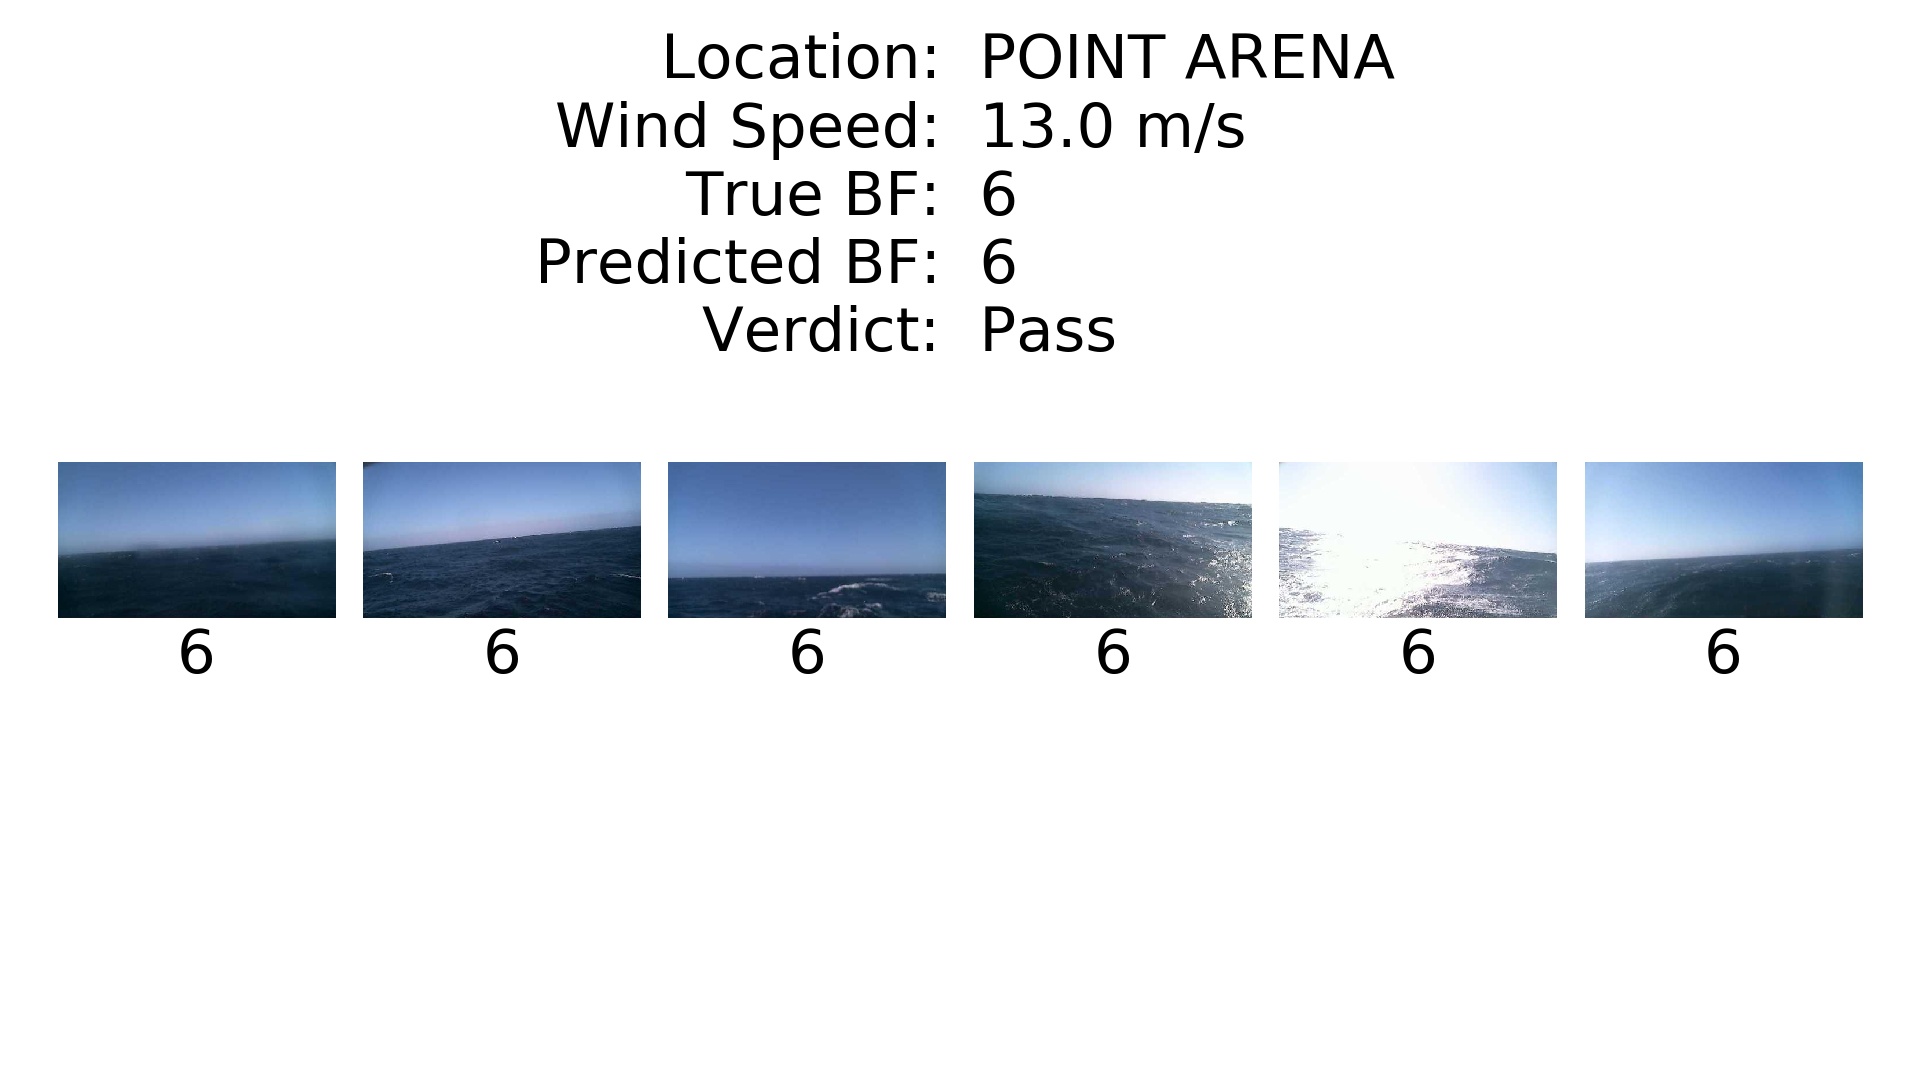 Location: POINT ARENA
Wind Speed: 13.0 m/s
True BF: 6
Predicted BF: 6
Verdict: Pass
6 6 6 6 6 6